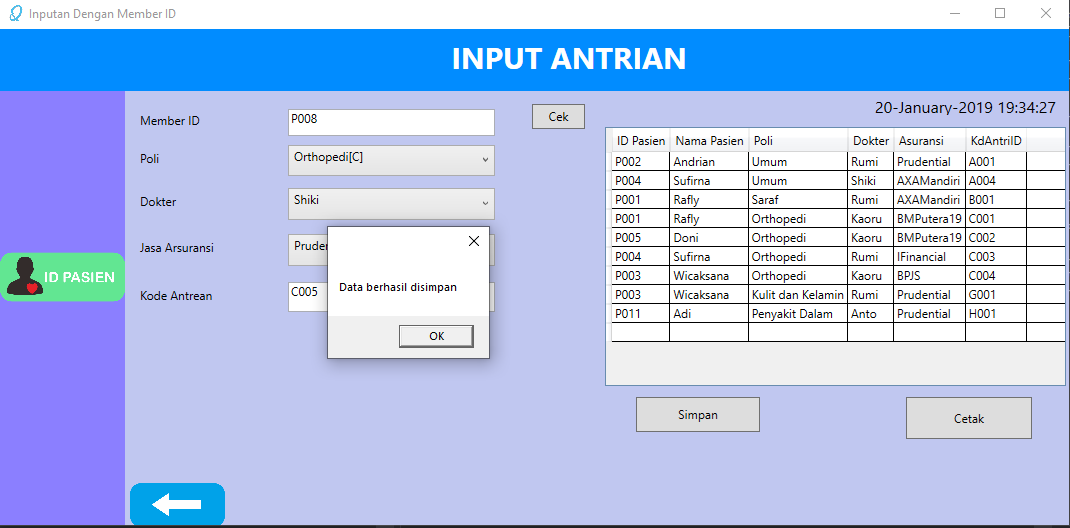 Inputan Dengan Member ID
INPUT ANTRIAN
20-January-2019 19:34:27
Member ID
P008
Cek
Poli
Orthopedi[C]
Dokter
Shiki
Jasa Arsuransi
Pruder
Kode Antrean
C005
ID PASIEN
Data berhasil disimpan
OK
ID Pasien Nama Pasien Poli Dokter Asuransi KdAntriID
P002 Andrian Umum Rumi Prudential A001
P004 Sufirna Umum Shiki AXAMandiri A004
P001 Rafly Saraf Rumi AXAMandiri B001
P001 Rafly Orthopedi Kaoru BMPutera19 C001
P005 Doni Orthopedi Kaoru BMPutera19 C002
P004 Sufirna Orthopedi Rumi IFinancial C003
P003 Wicaksana Orthopedi Kaoru BPJS C004
P003 Wicaksana Kulit dan Kelamin Rumi Prudential G001
P011 Adi Penyakit Dalam Anto Prudential H001
Simpan
Cetak